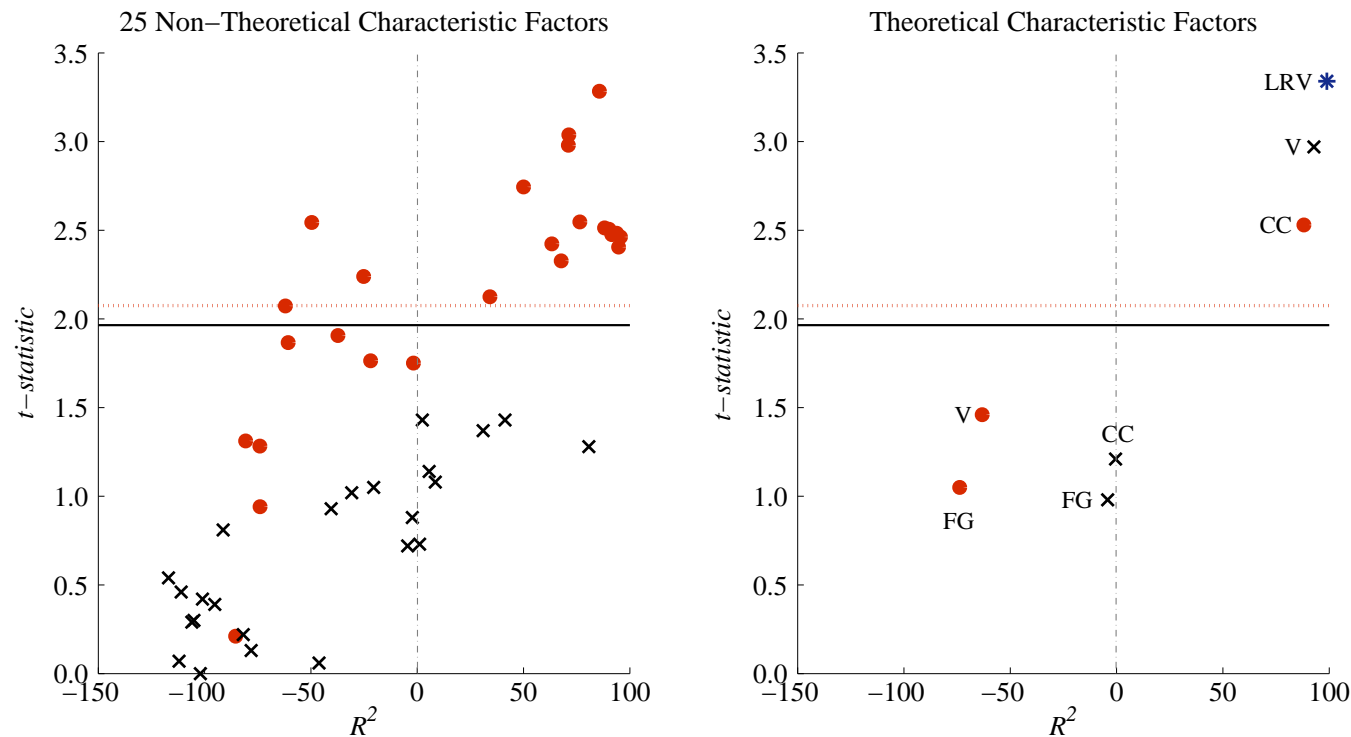 25 Non−Theoretical Characteristic Factors
3.5
3.0
2.5
2.0
1.5
1.0
0.5
0.0
t−statistic
−150
−100
−50
0
50
100
R²
Theoretical Characteristic Factors
3.5
3.0
2.5
2.0
1.5
1.0
0.5
0.0
t−statistic
LRV
V
CC
V
CC
FG
FG
−150
−100
−50
0
50
100
R²